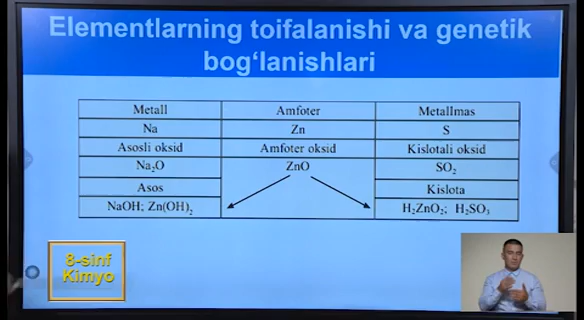 Elementlarning toifalanishi va genetik
bog‘lanishlari
Metall Amfoter Metallmas
Na Zn S
Asosli oksid Amfoter oksid Kislotali oksid
Na₂O ZnO SO₂
Asos Kislota
NaOH; Zn(OH)₂ H₂ZnO₂; H₂SO₃
8-sinf
Kimyo